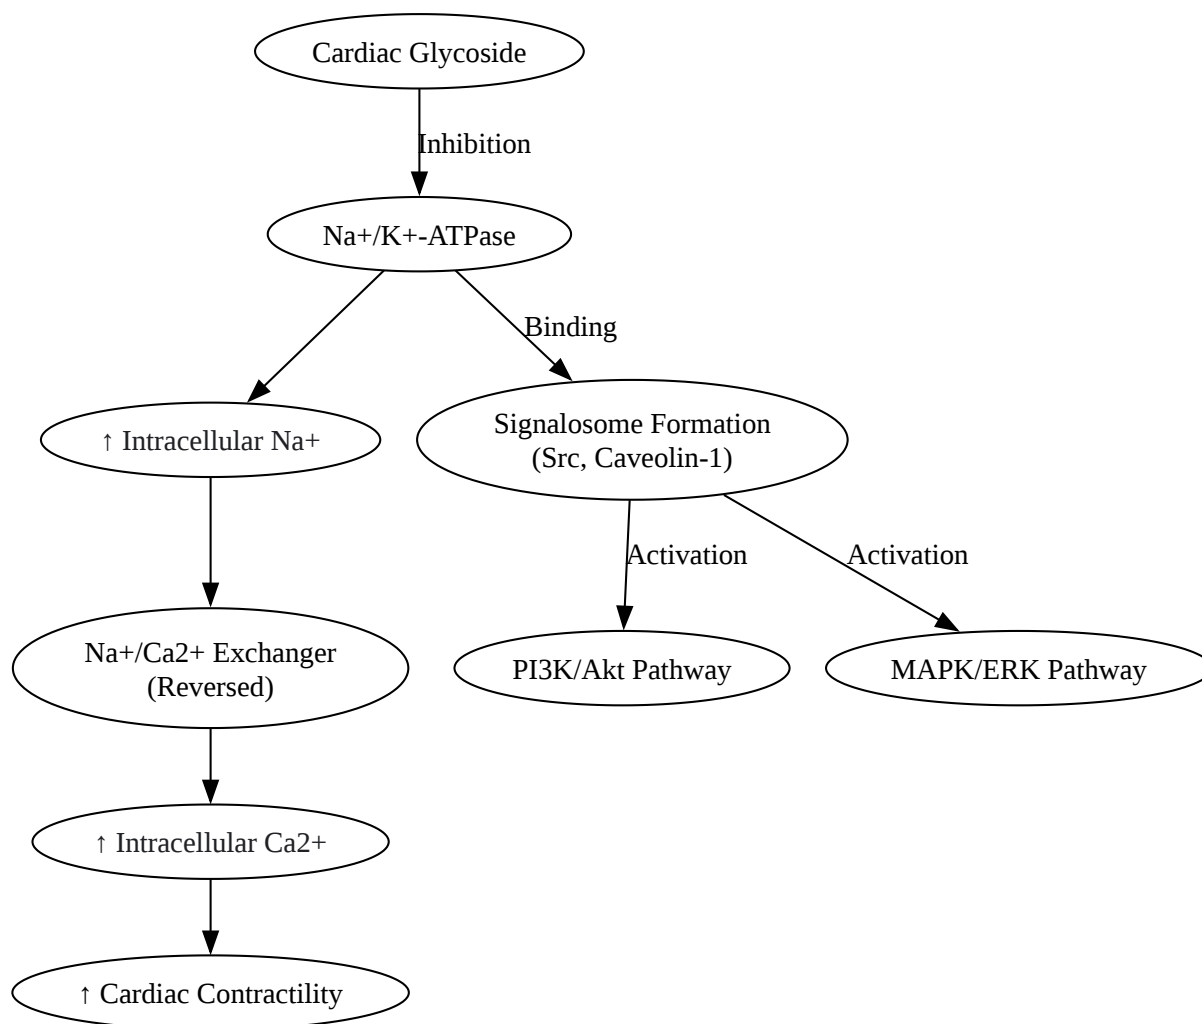 Cardiac Glycoside
Inhibition
Na+/K+-ATPase
Binding
↑ Intracellular Na+
Signalosome Formation
(Src, Caveolin-1)
Activation
Activation
Na+/Ca2+ Exchanger
(Reversed)
PI3K/Akt Pathway
MAPK/ERK Pathway
↑ Intracellular Ca2+
↑ Cardiac Contractility